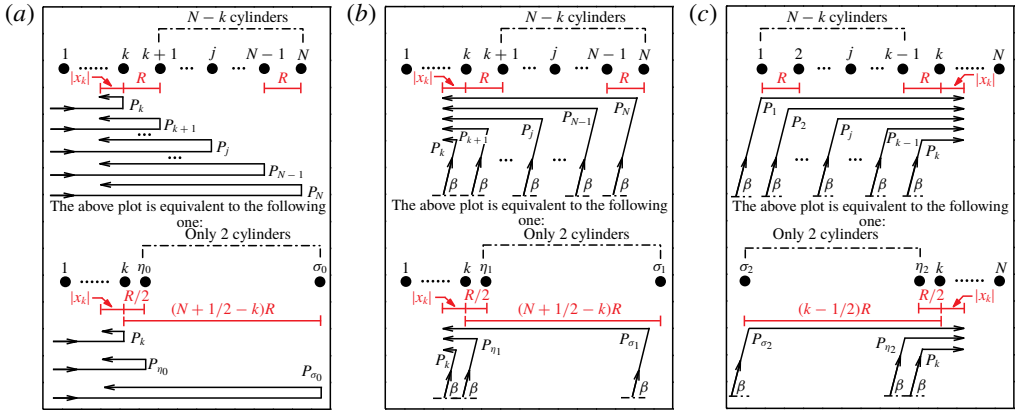 (a)
N − k cylinders
1 ...... k k + 1 ... j ... N − 1 N
|x_k| R R
P_k
P_{k+1}
...
P_j
...
P_{N−1}
P_N
The above plot is equivalent to the following
one:
Only 2 cylinders
1 ...... k η_0 σ_0
|x_k| R/2 (N + 1/2 − k)R
P_k
P_{η_0}
P_{σ_0}
(b)
N − k cylinders
1 ...... k k + 1 ... j ... N − 1 N
|x_k| R R
P_k P_{k+1} P_j P_{N−1} P_N
... ...
β β β β β
The above plot is equivalent to the following
one:
Only 2 cylinders
1 ...... k η_1 σ_1
|x_k| R/2 (N + 1/2 − k)R
P_k P_{η_1} P_{σ_1}
β β β
(c)
N − k cylinders
1 2 ... j ... k − 1 k ...... N
R R |x_k|
P_1 P_2 P_j P_{k−1} P_k
... ...
β β β β β
The above plot is equivalent to the following
one:
Only 2 cylinders
σ_2 η_2 k ...... N
(k − 1/2)R R/2 |x_k|
P_{σ_2} P_{η_2} P_k
β β β